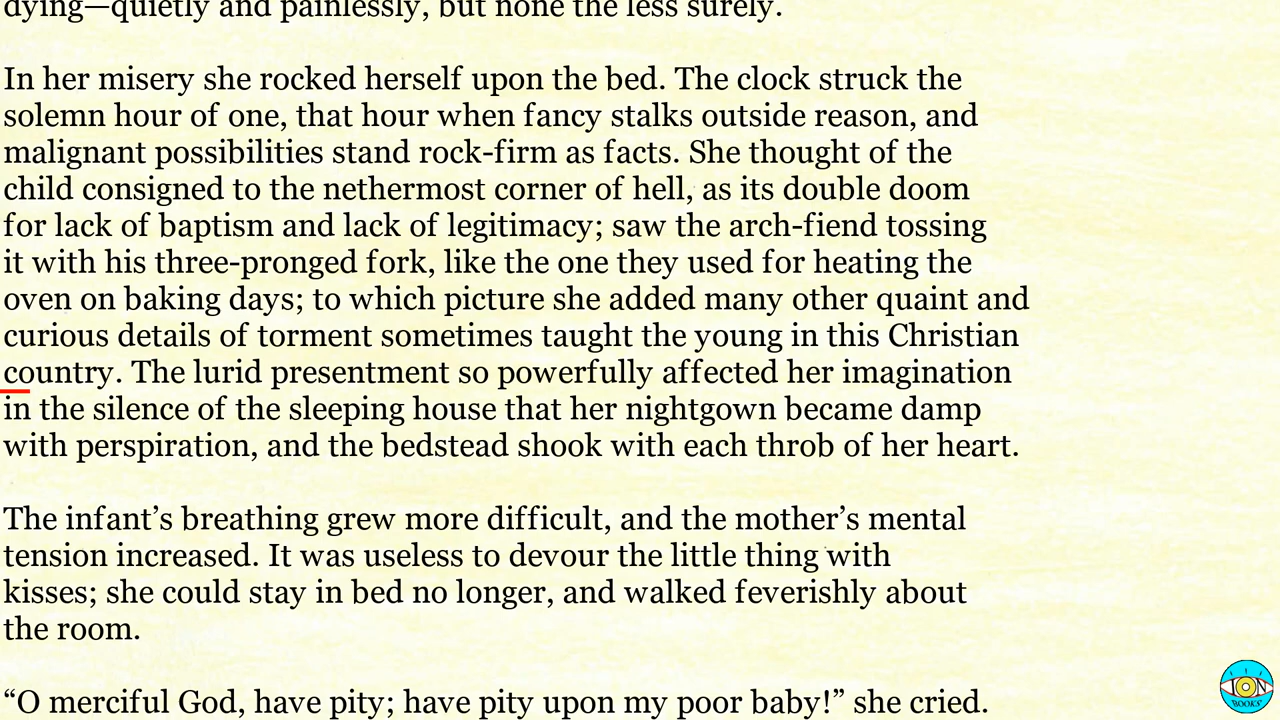 dying—quietly and painlessly, but none the less surely.
In her misery she rocked herself upon the bed. The clock struck the
solemn hour of one, that hour when fancy stalks outside reason, and
malignant possibilities stand rock-firm as facts. She thought of the
child consigned to the nethermost corner of hell, as its double doom
for lack of baptism and lack of legitimacy; saw the arch-fiend tossing
it with his three-pronged fork, like the one they used for heating the
oven on baking days; to which picture she added many other quaint and
curious details of torment sometimes taught the young in this Christian
country. The lurid presentment so powerfully affected her imagination
in the silence of the sleeping house that her nightgown became damp
with perspiration, and the bedstead shook with each throb of her heart.
The infant’s breathing grew more difficult, and the mother’s mental
tension increased. It was useless to devour the little thing with
kisses; she could stay in bed no longer, and walked feverishly about
the room.
“O merciful God, have pity; have pity upon my poor baby!” she cried.
ION
BOOKS